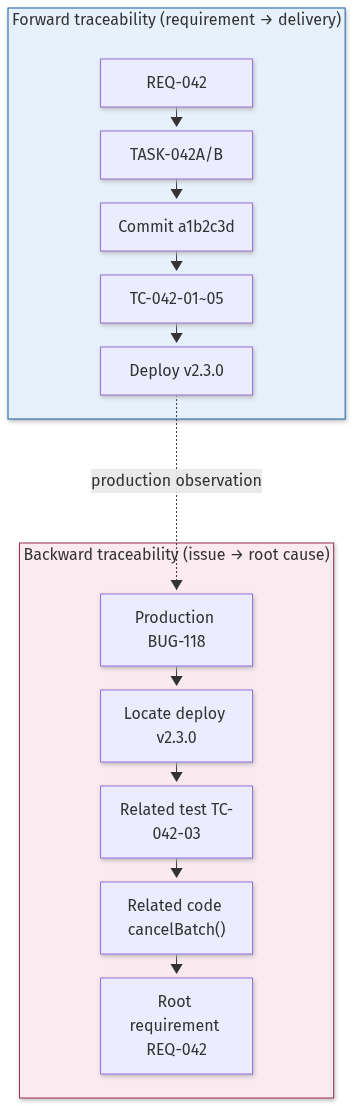 Forward traceability (requirement → delivery)
REQ-042
TASK-042A/B
Commit a1b2c3d
TC-042-01~05
Deploy v2.3.0
production observation
Backward traceability (issue → root cause)
Production
BUG-118
Locate deploy
v2.3.0
Related test TC-
042-03
Related code
cancelBatch()
Root
requirement
REQ-042